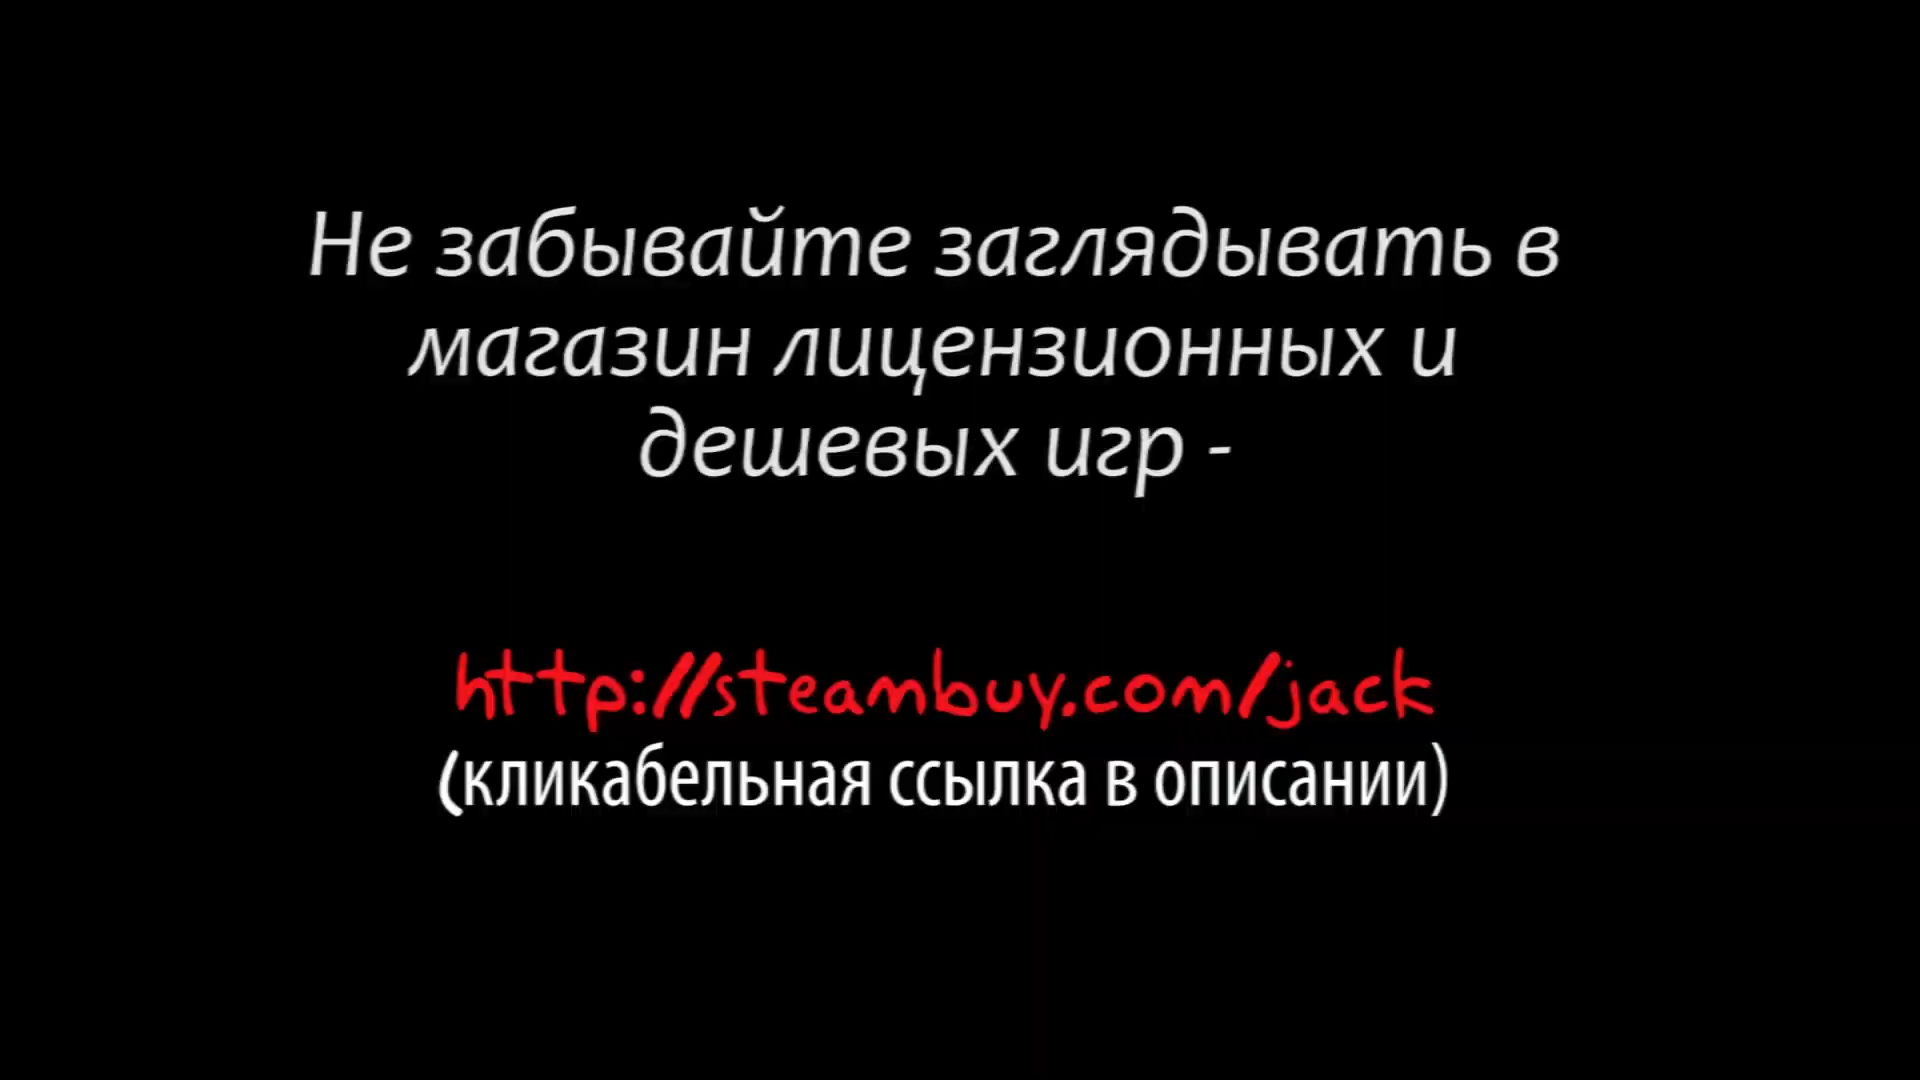 Не забывайте заглядывать в
магазин лицензионных и
дешевых игр -
http://steambuy.com/jack
(кликабельная ссылка в описании)